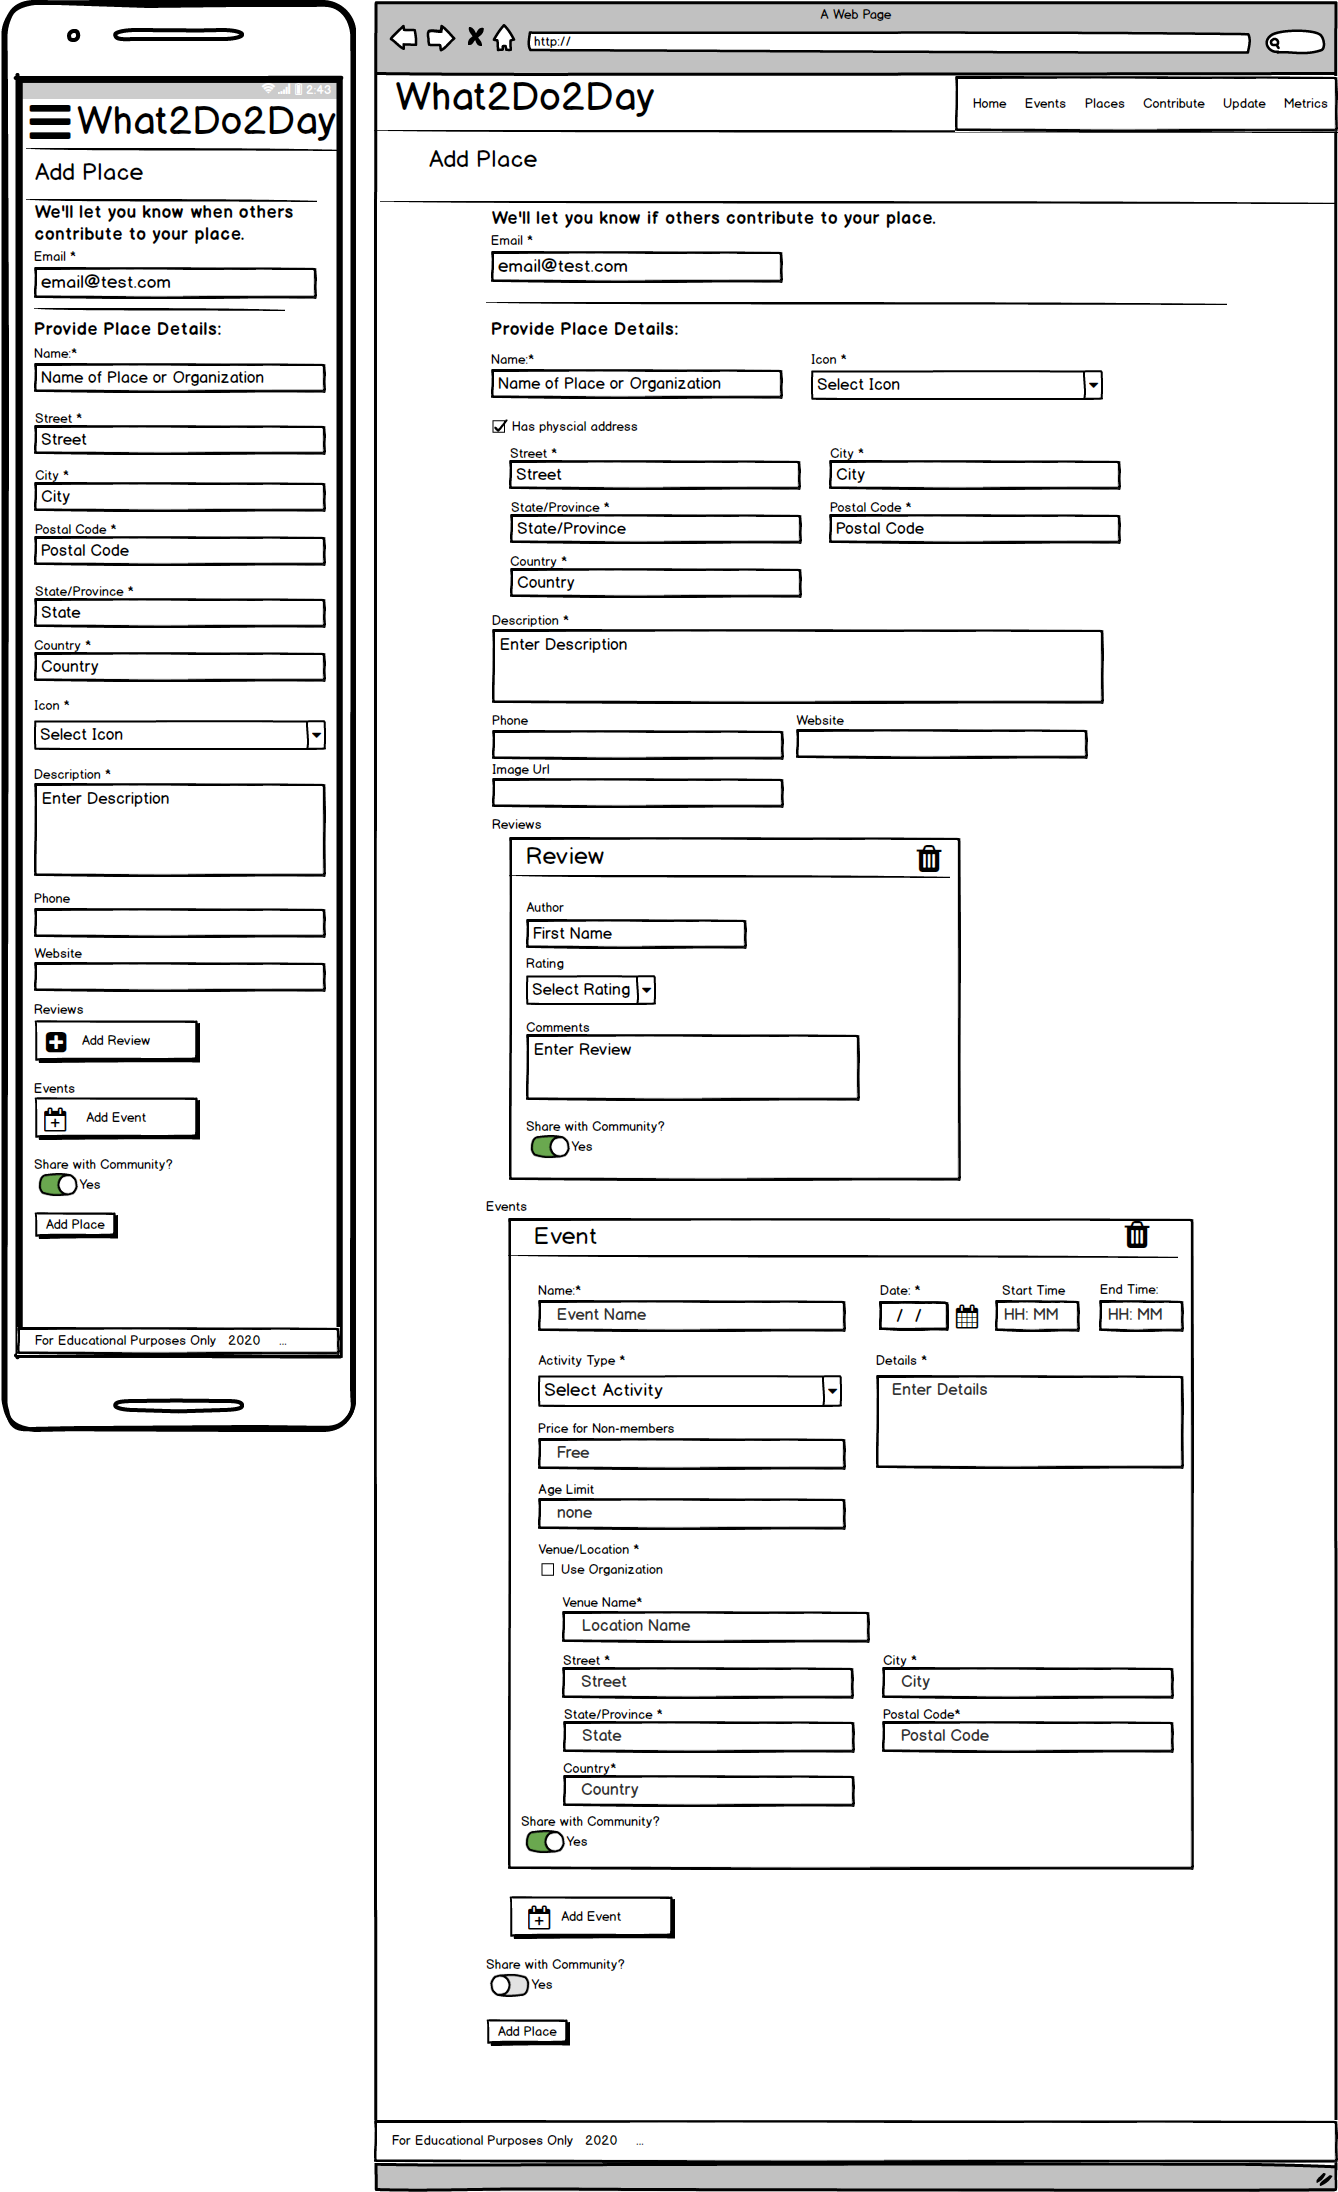 2:43
What2Do2Day
Add Place
We'll let you know when others
contribute to your place.
Email *
email@test.com
Provide Place Details:
Name:*
Name of Place or Organization
Street *
Street
City *
City
Postal Code *
Postal Code
State/Province *
State
Country *
Country
Icon *
Select Icon
Description *
Enter Description
Phone
Website
Reviews
Add Review
Events
Add Event
Share with Community?
Yes
Add Place
For Educational Purposes Only 2020 ...
A Web Page
http://
What2Do2Day
Home Events Places Contribute Update Metrics
Add Place
We'll let you know if others contribute to your place.
Email *
email@test.com
Provide Place Details:
Name:* Icon *
Name of Place or Organization Select Icon
Has physcial address
Street * City *
Street City
State/Province * Postal Code *
State/Province Postal Code
Country *
Country
Description *
Enter Description
Phone Website
Image Url
Reviews
Review
Author
First Name
Rating
Select Rating
Comments
Enter Review
Share with Community?
Yes
Events
Event
Name:* Date: * Start Time End Time:
Event Name / / HH: MM HH: MM
Activity Type * Details *
Select Activity Enter Details
Price for Non-members
Free
Age Limit
none
Venue/Location *
Use Organization
Venue Name*
Location Name
Street * City *
Street City
State/Province * Postal Code*
State Postal Code
Country*
Country
Share with Community?
Yes
Add Event
Share with Community?
Yes
Add Place
For Educational Purposes Only 2020 ...